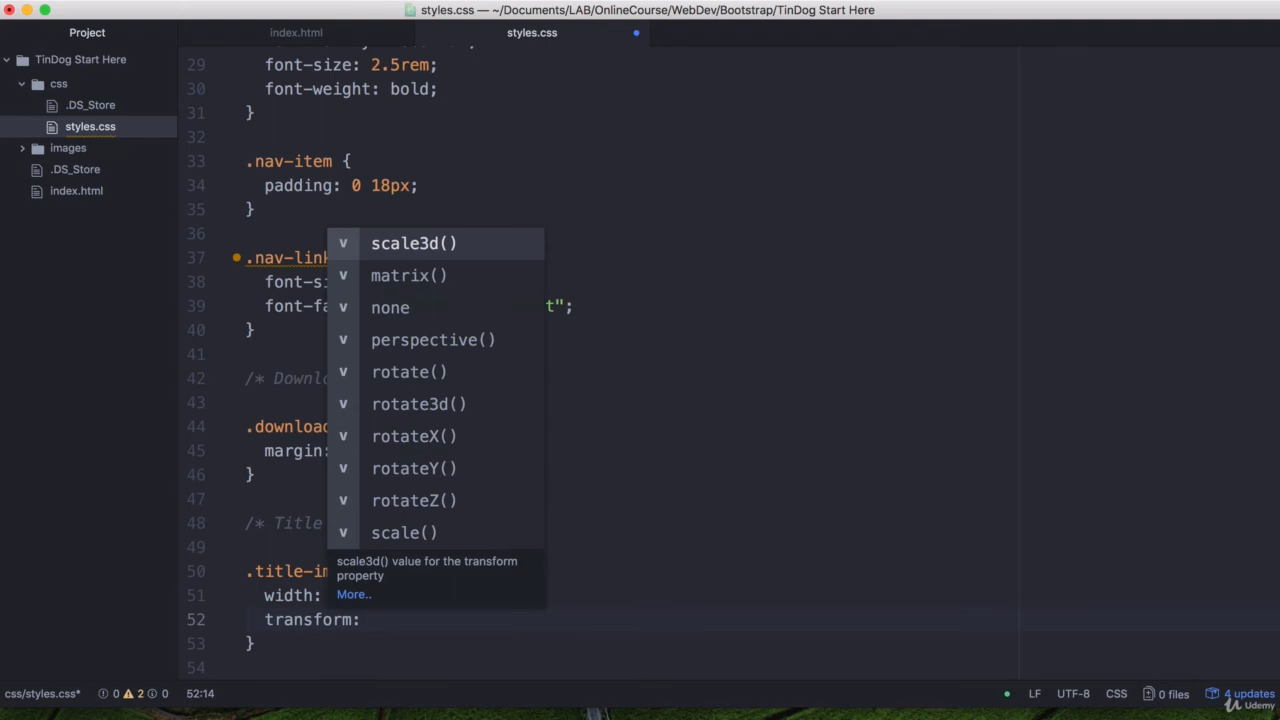 styles.css — ~/Documents/LAB/OnlineCourse/WebDev/Bootstrap/TinDog Start Here
Project
index.html
styles.css
TinDog Start Here
css
.DS_Store
styles.css
images
.DS_Store
index.html
29 font-size: 2.5rem;
30 font-weight: bold;
31 }
32
33 .nav-item {
34 padding: 0 18px;
35 }
36
37 .nav-link
38 font-si
39 font-fa t";
40 }
41
42 /* Downlo
43
44 .download
45 margin:
46 }
47
48 /* Title
49
50 .title-im
51 width:
52 transform:
53 }
54
v scale3d()
v matrix()
v none
v perspective()
v rotate()
v rotate3d()
v rotateX()
v rotateY()
v rotateZ()
v scale()
scale3d() value for the transform
property
More..
css/styles.css* 0 2 0 52:14
LF UTF-8 CSS 0 files 4 updates
Udemy